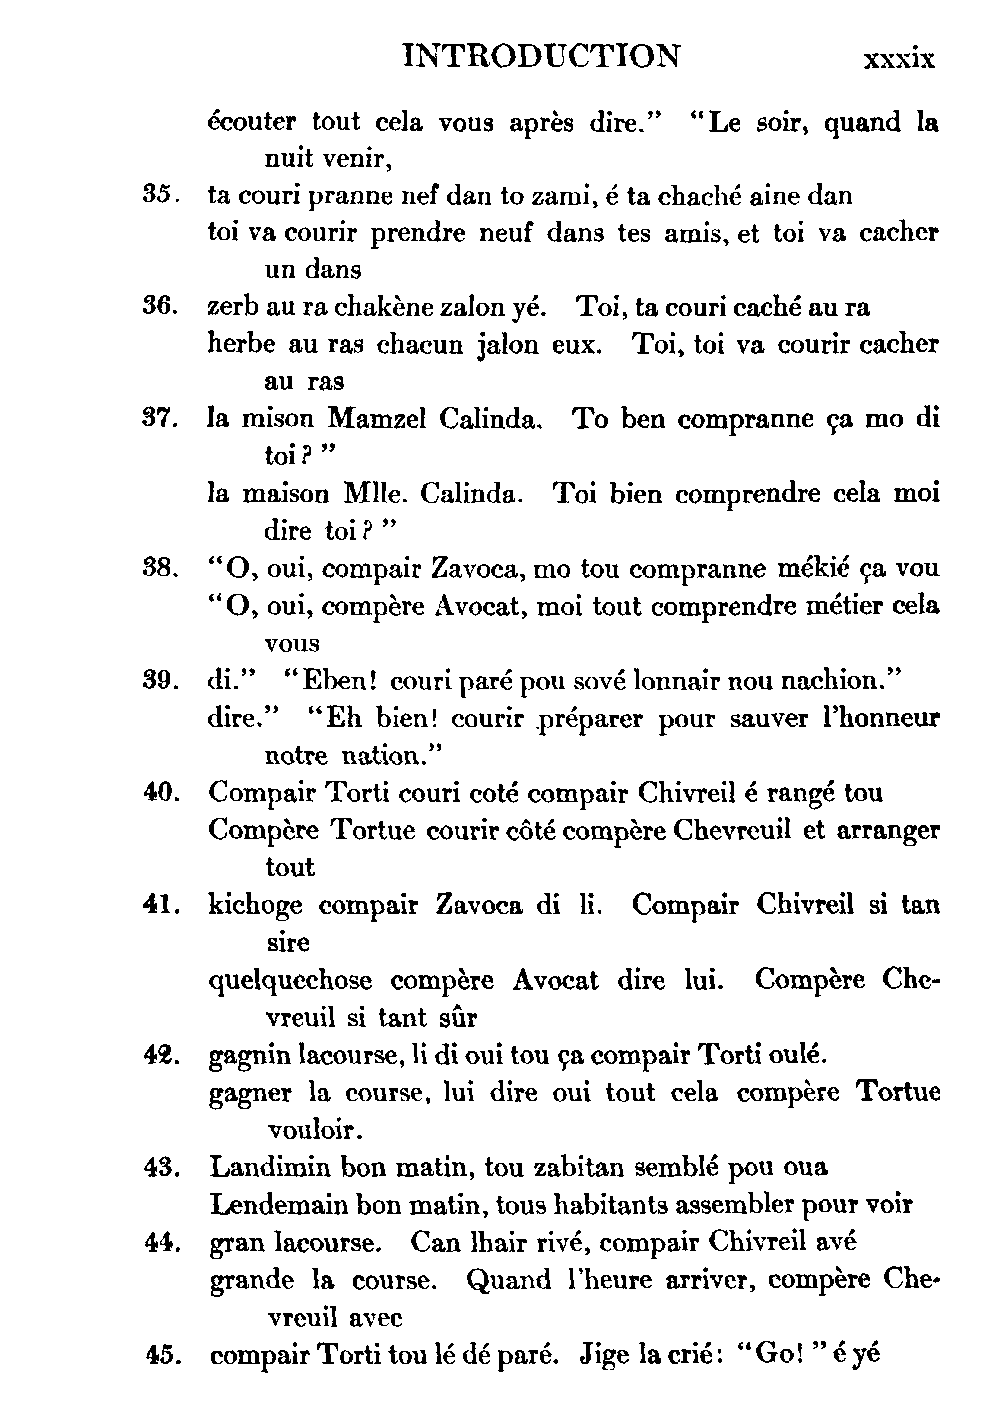 INTRODUCTION xxxix
écouter tout cela vous après dire.” “Le soir, quand la
nuit venir,
35. ta couri pranne nef dan to zami, é ta chaché aine dan
toi va courir prendre neuf dans tes amis, et toi va cacher
un dans
36. zerb au ra chakène zalon yé. Toi, ta couri caché au ra
herbe au ras chacun jalon eux. Toi, toi va courir cacher
au ras
37. la mison Mamzel Calinda. To ben compranne ça mo di
toi?”
la maison Mlle. Calinda. Toi bien comprendre cela moi
dire toi?”
38. “O, oui, compair Zavoca, mo tou compranne mékié ça vou
“O, oui, compère Avocat, moi tout comprendre métier cela
vous
39. di.” “Eben! couri paré pou sové lonnair nou nachion.”
dire.” “Eh bien! courir préparer pour sauver l’honneur
notre nation.”
40. Compair Torti couri coté compair Chivreil é rangé tou
Compère Tortue courir côté compère Chevreuil et arranger
tout
41. kichoge compair Zavoca di li. Compair Chivreil si tan
sire
quelquechose compère Avocat dire lui. Compère Che-
vreuil si tant sûr
42. gagnin lacourse, li di oui tou ça compair Torti oulé.
gagner la course, lui dire oui tout cela compère Tortue
vouloir.
43. Landimin bon matin, tou zabitan semblé pou oua
Lendemain bon matin, tous habitants assembler pour voir
44. gran lacourse. Can lhair rivé, compair Chivreil avé
grande la course. Quand l’heure arriver, compère Che-
vreuil avec
45. compair Torti tou lé dé paré. Jige la crié: “Go!” é yé